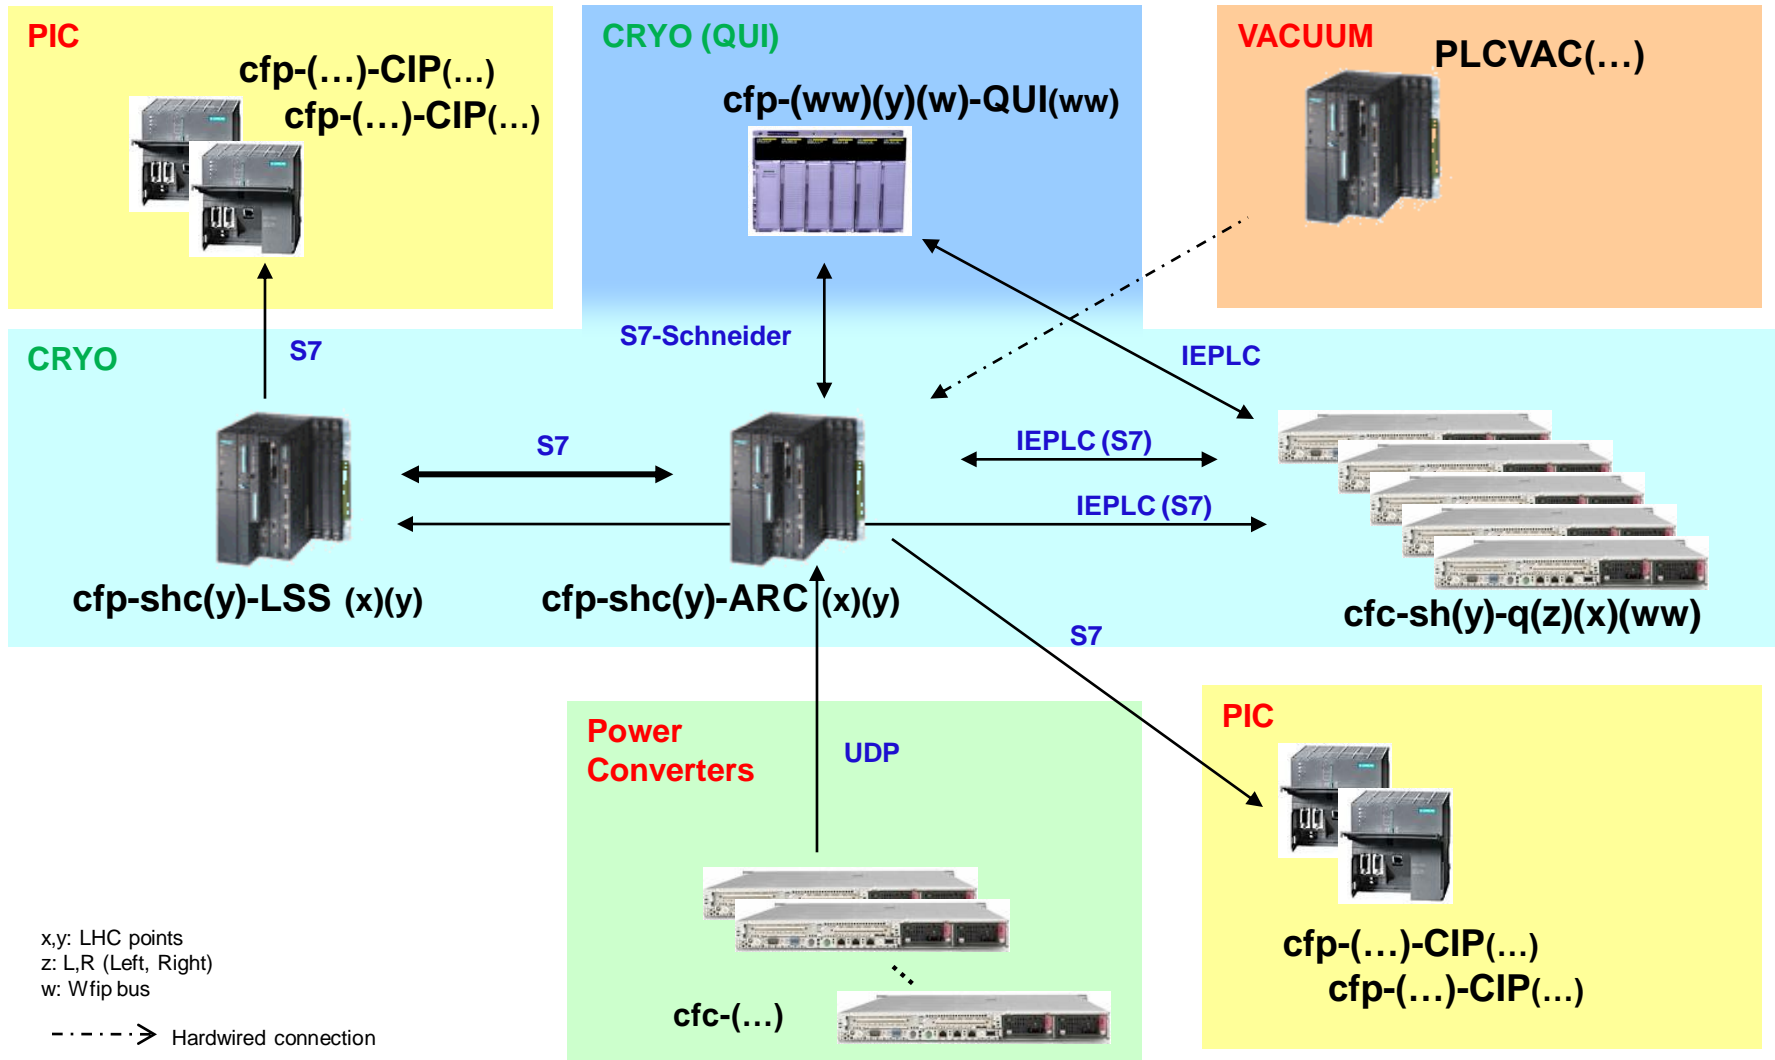 PIC
cfp-(…)-CIP(…)
cfp-(…)-CIP(…)
CRYO (QUI)
cfp-(ww)(y)(w)-QUI(ww)
VACUUM
PLCVAC(…)
S7
S7-Schneider
IEPLC
CRYO
S7
IEPLC (S7)
IEPLC (S7)
cfp-shc(y)-LSS (x)(y)
cfp-shc(y)-ARC (x)(y)
cfc-sh(y)-q(z)(x)(ww)
S7
Power
Converters
UDP
PIC
cfc-(…)
cfp-(…)-CIP(…)
cfp-(…)-CIP(…)
x,y: LHC points
z: L,R (Left, Right)
w: Wfip bus
Hardwired connection